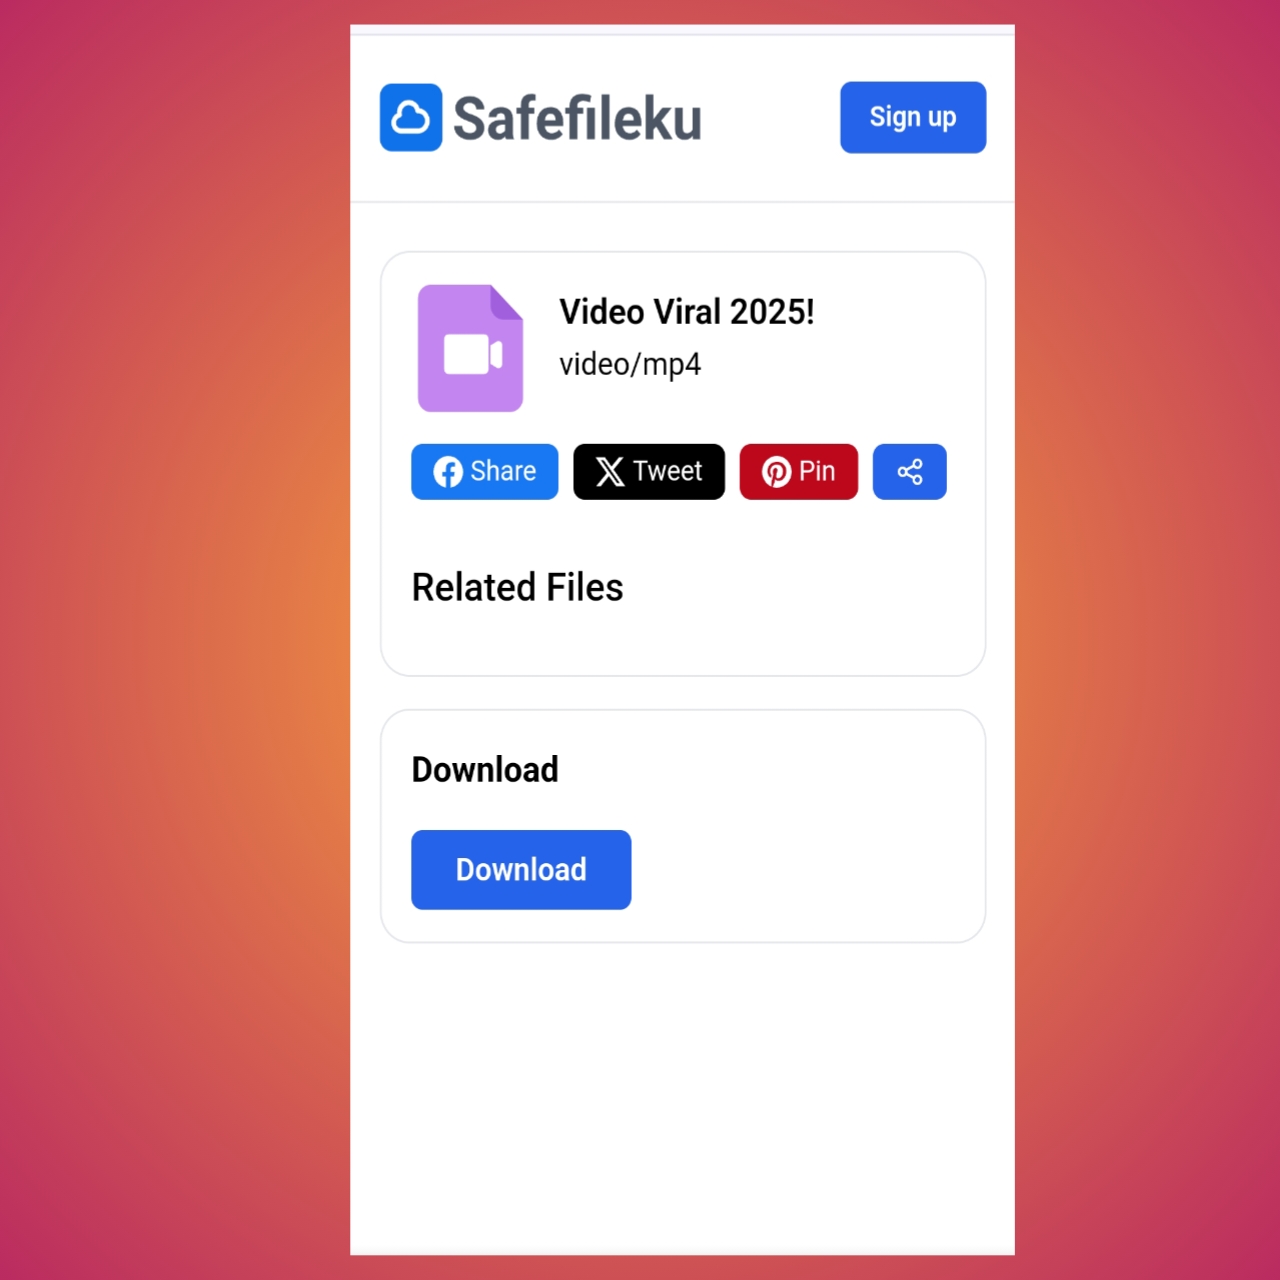 Safefileku
Sign up
Video Viral 2025!
video/mp4
Share
Tweet
Pin
Related Files
Download
Download